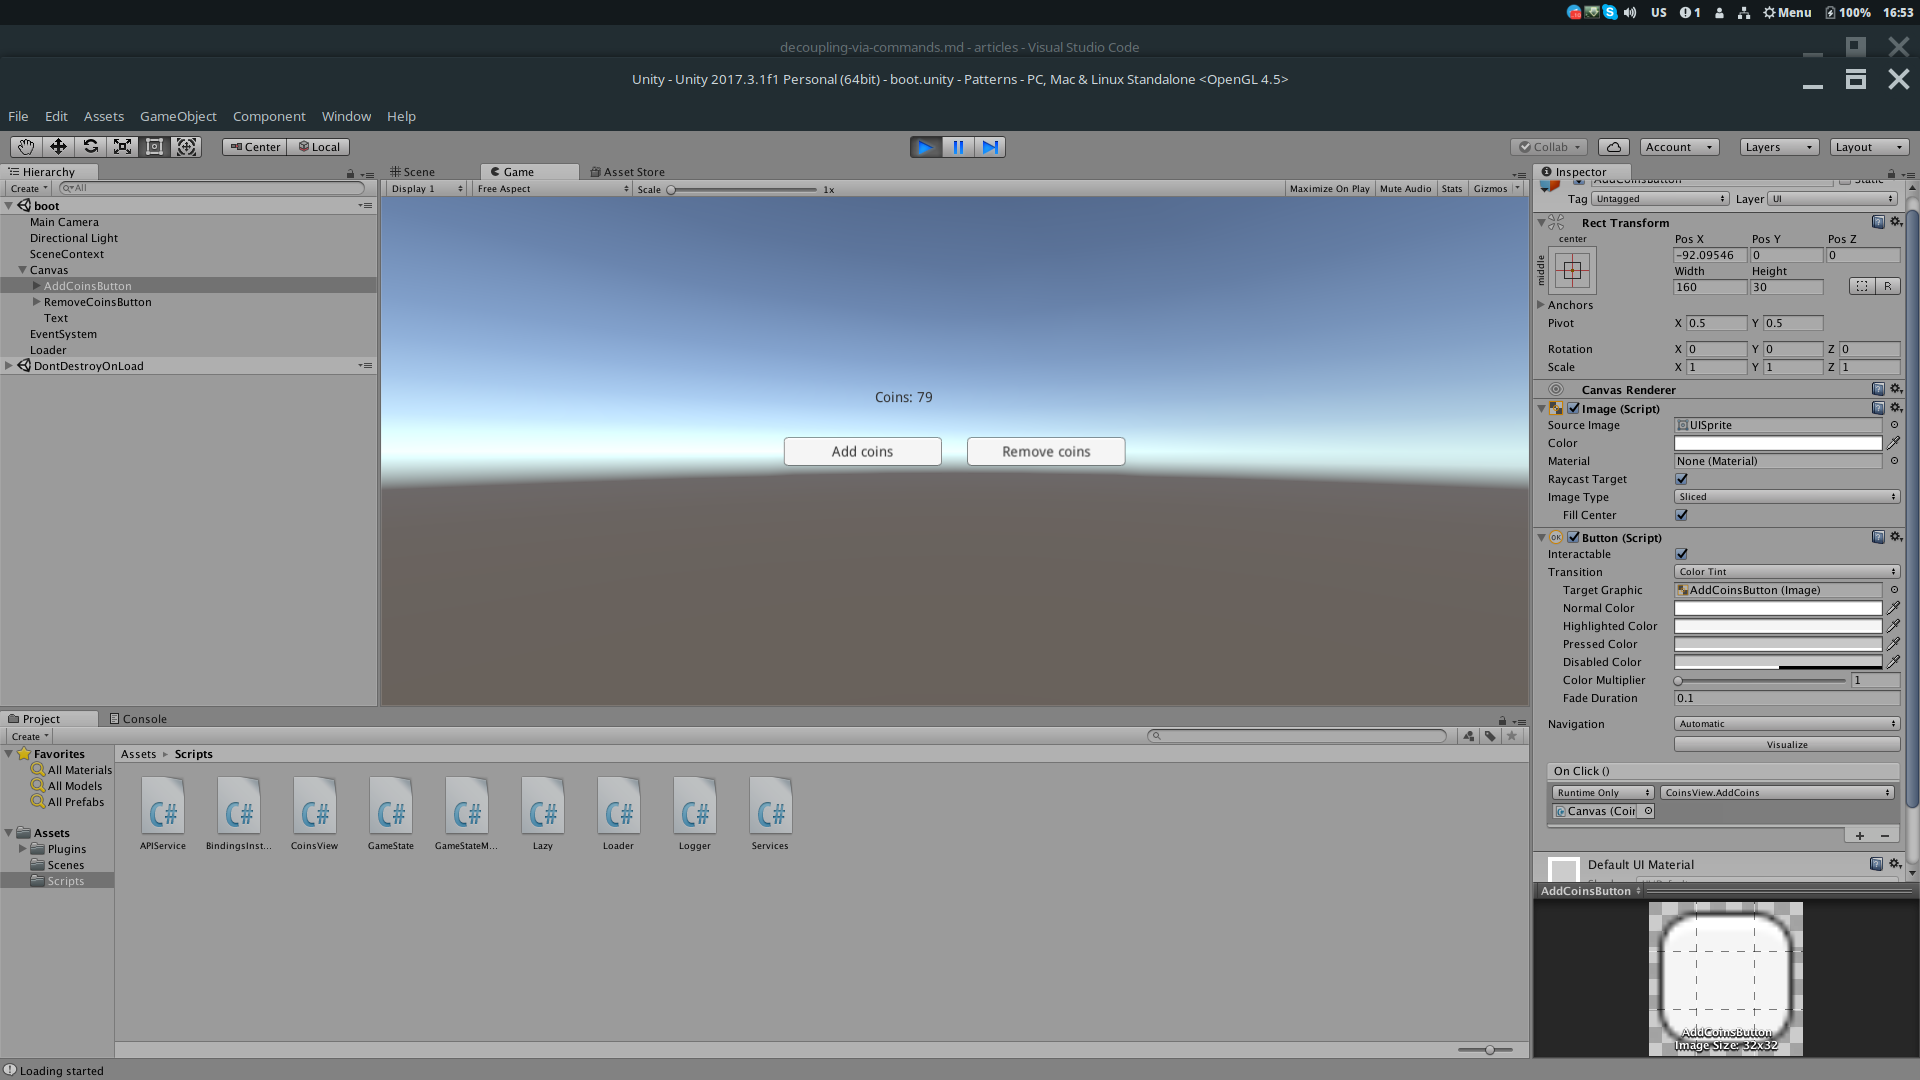 US 1 Menu 100% 16:53
decoupling-via-commands.md - articles - Visual Studio Code
Unity - Unity 2017.3.1f1 Personal (64bit) - boot.unity - Patterns - PC, Mac & Linux Standalone <OpenGL 4.5>
File Edit Assets GameObject Component Window Help
Center Local Collab Account Layers Layout
Hierarchy
Create All
boot
Main Camera
Directional Light
SceneContext
Canvas
AddCoinsButton
RemoveCoinsButton
Text
EventSystem
Loader
DontDestroyOnLoad
Scene Game Asset Store
Display 1 Free Aspect Scale 1x Maximize On Play Mute Audio Stats Gizmos
Coins: 79
Add coins Remove coins
Project Console
Create
Favorites
All Materials
All Models
All Prefabs
Assets
Plugins
Scenes
Scripts
Assets Scripts
APIService BindingsInst... CoinsView GameState GameStateM... Lazy Loader Logger Services
Inspector
AddCoinsButton Static
Tag Untagged Layer UI
Rect Transform
center
middle
Pos X Pos Y Pos Z
-92.09546 0 0
Width Height
160 30 R
Anchors
Pivot X 0.5 Y 0.5
Rotation X 0 Y 0 Z 0
Scale X 1 Y 1 Z 1
Canvas Renderer
Image (Script)
Source Image UISprite
Color
Material None (Material)
Raycast Target
Image Type Sliced
Fill Center
OK Button (Script)
Interactable
Transition Color Tint
Target Graphic AddCoinsButton (Image)
Normal Color
Highlighted Color
Pressed Color
Disabled Color
Color Multiplier 1
Fade Duration 0.1
Navigation Automatic
Visualize
On Click ()
Runtime Only CoinsView.AddCoins
Canvas (Coir
Default UI Material
AddCoinsButton
AddCoinsButton
Image Size: 32x32
Loading started